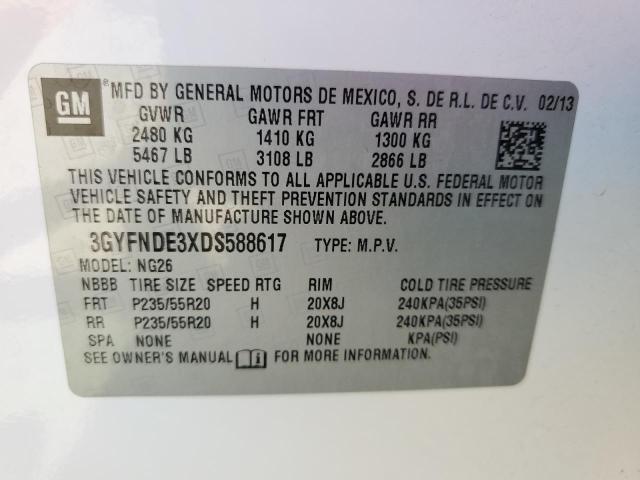 GM ® MFD BY GENERAL MOTORS DE MEXICO, S. DE R.L. DE C.V. 02/13
GVWR GAWR FRT GAWR RR
2480 KG 1410 KG 1300 KG
5467 LB 3108 LB 2866 LB
THIS VEHICLE CONFORMS TO ALL APPLICABLE U.S. FEDERAL MOTOR
VEHICLE SAFETY AND THEFT PREVENTION STANDARDS IN EFFECT ON
THE DATE OF MANUFACTURE SHOWN ABOVE.
3GYFNDE3XDS588617 TYPE: M.P.V.
MODEL: NG26
NBBB TIRE SIZE SPEED RTG RIM COLD TIRE PRESSURE
FRT P235/55R20 H 20X8J 240KPA(35PSI)
RR P235/55R20 H 20X8J 240KPA(35PSI)
SPA NONE NONE KPA(PSI)
SEE OWNER'S MANUAL FOR MORE INFORMATION.